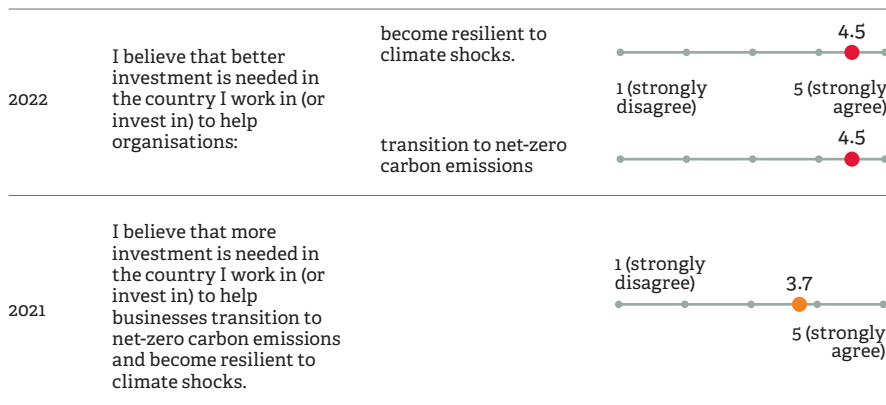 2022
I believe that better
investment is needed in
the country I work in (or
invest in) to help
organisations:
become resilient to
climate shocks.
4.5
1 (strongly
disagree)
5 (strongly
agree)
transition to net-zero
carbon emissions
4.5
2021
I believe that more
investment is needed in
the country I work in (or
invest in) to help
businesses transition to
net-zero carbon emissions
and become resilient to
climate shocks.
1 (strongly
disagree)
3.7
5 (strongly
agree)